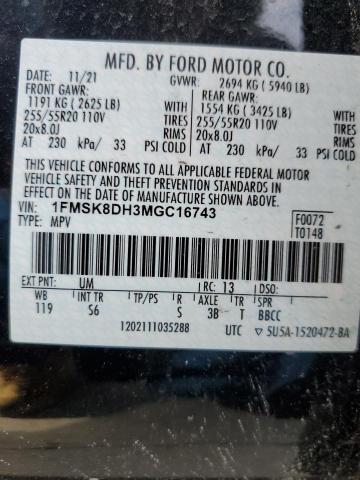 MFD. BY FORD MOTOR CO.
DATE: 11/21 GVWR: 2694 KG ( 5940 LB)
FRONT GAWR: REAR GAWR:
1191 KG ( 2625 LB) WITH 1554 KG ( 3425 LB) WITH
255/55R20 110V TIRES 255/55R20 110V TIRES
20x8.0J RIMS 20x8.0J RIMS
AT 230 kPa/ 33 PSI COLD AT 230 kPa/ 33 PSI COLD
THIS VEHICLE CONFORMS TO ALL APPLICABLE FEDERAL MOTOR
VEHICLE SAFETY AND THEFT PREVENTION STANDARDS IN EFFECT ON
THE DATE OF MANUFACTURE SHOWN ABOVE.
VIN: 1FMSK8DH3MGC16743 F0072
TYPE: MPV T0148
EXT PNT: UM RC: 13 DSO:
WB INT TR TP/PS R AXLE TR SPR
119 S6 S 3B T BBCC
1202111035288 UTC 5U5A-1520472-BA